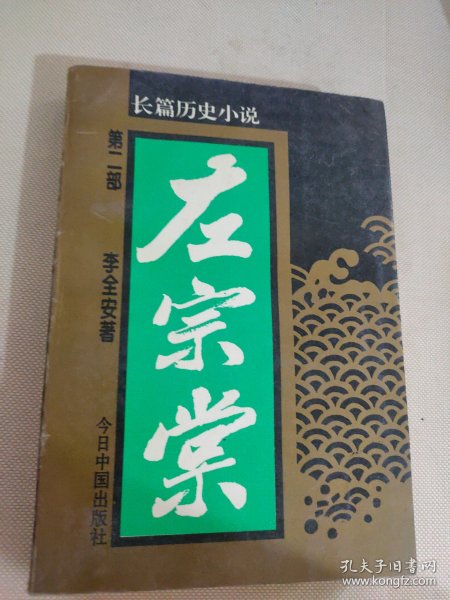 长篇历史小说
第二部
左宗棠
李全安著
今日中国出版社
孔夫子旧书网
www.kongfz.com